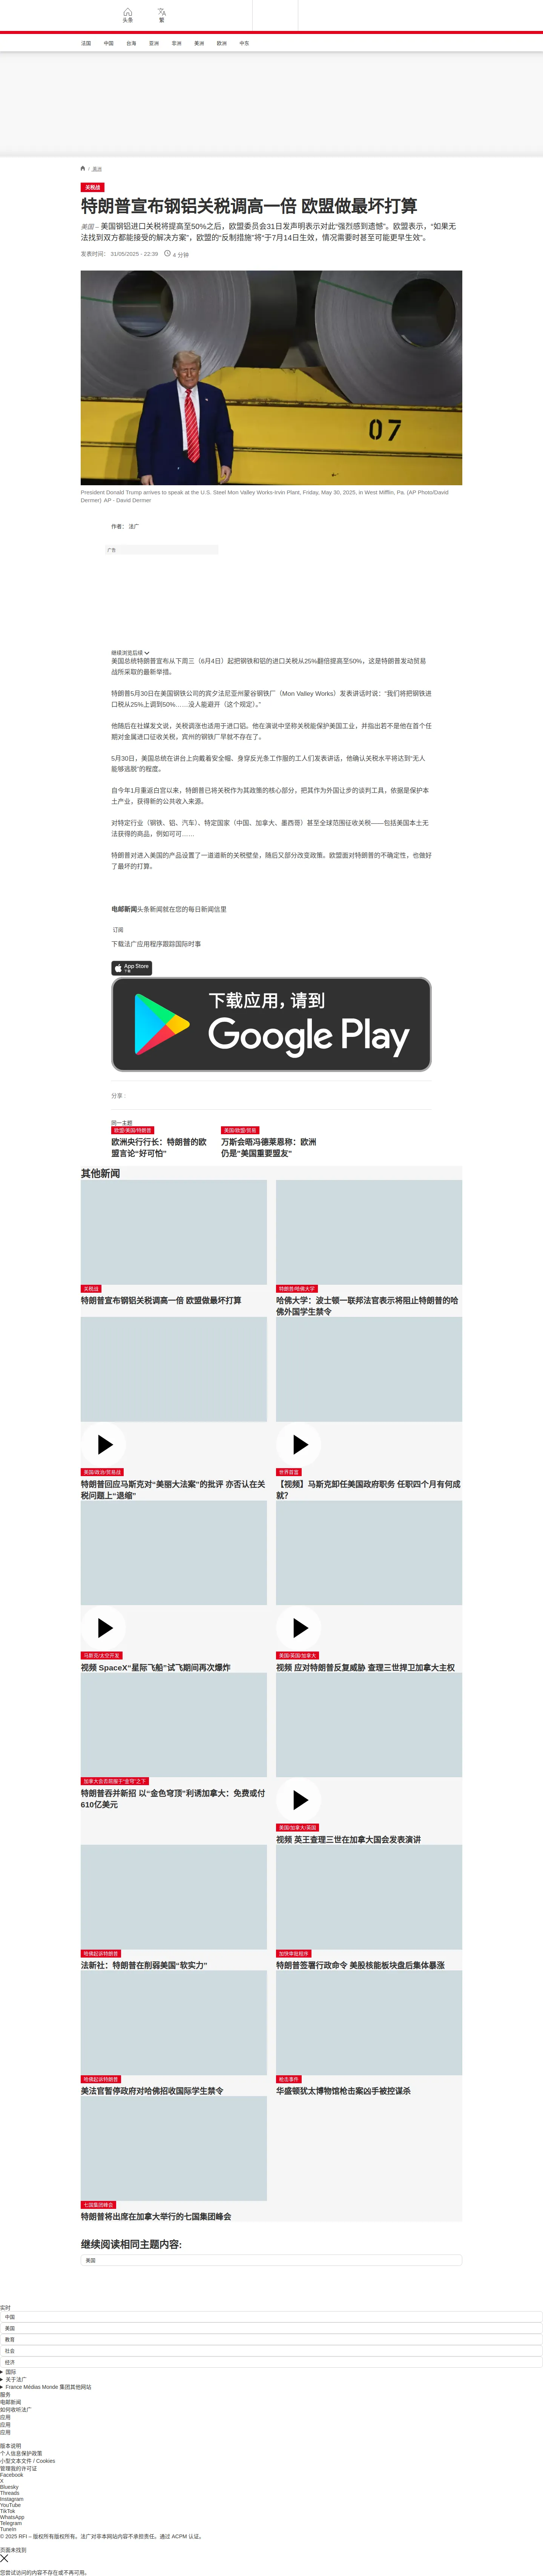 头条
繁
法国
中国
台海
亚洲
非洲
美洲
欧洲
中东
/ 美洲
关税战
特朗普宣布钢铝关税调高一倍 欧盟做最坏打算
美国 – 美国钢铝进口关税将提高至50%之后，欧盟委员会31日发声明表示对此“强烈感到遗憾”。欧盟表示，“如果无
法找到双方都能接受的解决方案”，欧盟的“反制措施”将“于7月14日生效，情况需要时甚至可能更早生效”。
发表时间： 31/05/2025 - 22:39
4 分钟
07
President Donald Trump arrives to speak at the U.S. Steel Mon Valley Works-Irvin Plant, Friday, May 30, 2025, in West Mifflin, Pa. (AP Photo/David
Dermer) AP - David Dermer
作者： 法广
广告
继续浏览后续
美国总统特朗普宣布从下周三（6月4日）起把钢铁和铝的进口关税从25%翻倍提高至50%，这是特朗普发动贸易
战所采取的最新举措。
特朗普5月30日在美国钢铁公司的宾夕法尼亚州蒙谷钢铁厂（Mon Valley Works）发表讲话时说：“我们将把钢铁进
口税从25%上调到50%……没人能避开（这个规定）。”
他随后在社媒发文说，关税调涨也适用于进口铝。他在演说中坚称关税能保护美国工业，并指出若不是他在首个任
期对金属进口征收关税，宾州的钢铁厂早就不存在了。
5月30日，美国总统在讲台上向戴着安全帽、身穿反光条工作服的工人们发表讲话，他确认关税水平将达到“无人
能够逃脱”的程度。
自今年1月重返白宫以来，特朗普已将关税作为其政策的核心部分，把其作为外国让步的谈判工具，依据是保护本
土产业，获得新的公共收入来源。
对特定行业（钢铁、铝、汽车）、特定国家（中国、加拿大、墨西哥）甚至全球范围征收关税——包括美国本土无
法获得的商品，例如可可……
特朗普对进入美国的产品设置了一道道新的关税壁垒，随后又部分改变政策。欧盟面对特朗普的不确定性，也做好
了最坏的打算。
电邮新闻头条新闻就在您的每日新闻信里
订阅
下载法广应用程序跟踪国际时事
App Store
下载
下载应用，请到
Google Play
分享 :
同一主题
欧盟/美国/特朗普
欧洲央行行长：特朗普的欧
盟言论“好可怕”
美国/欧盟/贸易
万斯会晤冯德莱恩称：欧洲
仍是“美国重要盟友”
其他新闻
关税战
特朗普宣布钢铝关税调高一倍 欧盟做最坏打算
特朗普/哈佛大学
哈佛大学：波士顿一联邦法官表示将阻止特朗普的哈
佛外国学生禁令
美国/政治/贸易战
特朗普回应马斯克对“美丽大法案”的批评 亦否认在关
税问题上“退缩”
世界首富
【视频】马斯克卸任美国政府职务 任职四个月有何成
就？
马斯克/太空开发
视频 SpaceX“星际飞船”试飞期间再次爆炸
美国/英国/加拿大
视频 应对特朗普反复威胁 查理三世捍卫加拿大主权
加拿大会否屈服于“金穹”之下
特朗普吞并新招 以“金色穹顶”利诱加拿大：免费或付
610亿美元
美国/加拿大/英国
视频 英王查理三世在加拿大国会发表演讲
哈佛起诉特朗普
法新社：特朗普在削弱美国“软实力”
加快审批程序
特朗普签署行政命令 美股核能板块盘后集体暴涨
哈佛起诉特朗普
美法官暂停政府对哈佛招收国际学生禁令
枪击事件
华盛顿犹太博物馆枪击案凶手被控谋杀
七国集团峰会
特朗普将出席在加拿大举行的七国集团峰会
继续阅读相同主题内容:
美国
实时
中国
美国
教育
社会
经济
国际
关于法广
France Médias Monde 集团其他网站
服务
电邮新闻
如何收听法广
应用
应用
应用
版本说明
个人信息保护政策
小型文本文件 / Cookies
管理我的许可证
Facebook
X
Bluesky
Threads
Instagram
YouTube
TikTok
WhatsApp
Telegram
TuneIn
© 2025 RFI – 版权所有版权所有。法广对非本网站内容不承担责任。通过 ACPM 认证。
页面未找到
您尝试访问的内容不存在或不再可用。